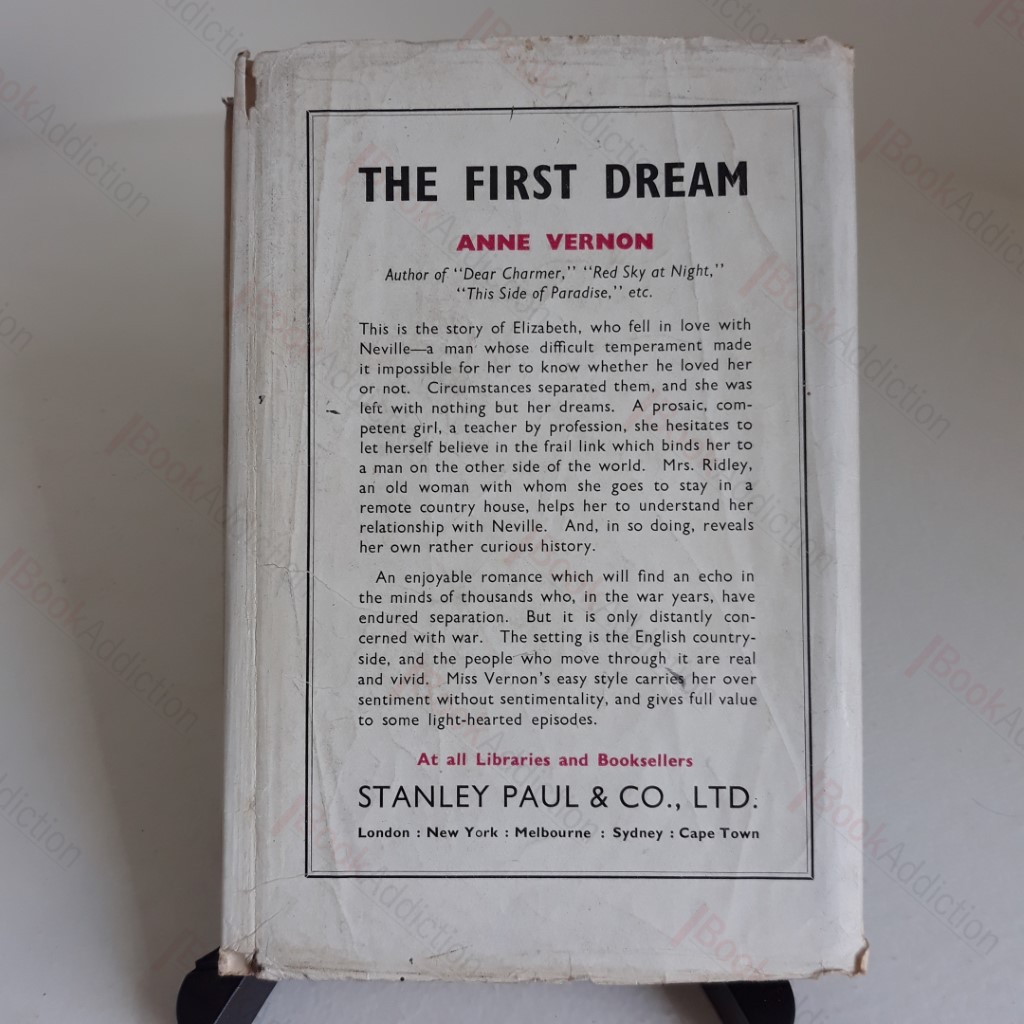 THE FIRST DREAM
ANNE VERNON
Author of "Dear Charmer," "Red Sky at Night,"
"This Side of Paradise," etc.
This is the story of Elizabeth, who fell in love with
Neville—a man whose difficult temperament made
it impossible for her to know whether he loved her
or not. Circumstances separated them, and she was
left with nothing but her dreams. A prosaic, com-
petent girl, a teacher by profession, she hesitates to
let herself believe in the frail link which binds her to
a man on the other side of the world. Mrs. Ridley,
an old woman with whom she goes to stay in a
remote country house, helps her to understand her
relationship with Neville. And, in so doing, reveals
her own rather curious history.
An enjoyable romance which will find an echo in
the minds of thousands who, in the war years, have
endured separation. But it is only distantly con-
cerned with war. The setting is the English country-
side, and the people who move through it are real
and vivid. Miss Vernon's easy style carries her over
sentiment without sentimentality, and gives full value
to some light-hearted episodes.
At all Libraries and Booksellers
STANLEY PAUL & CO., LTD.
London : New York : Melbourne : Sydney : Cape Town
BookAddiction